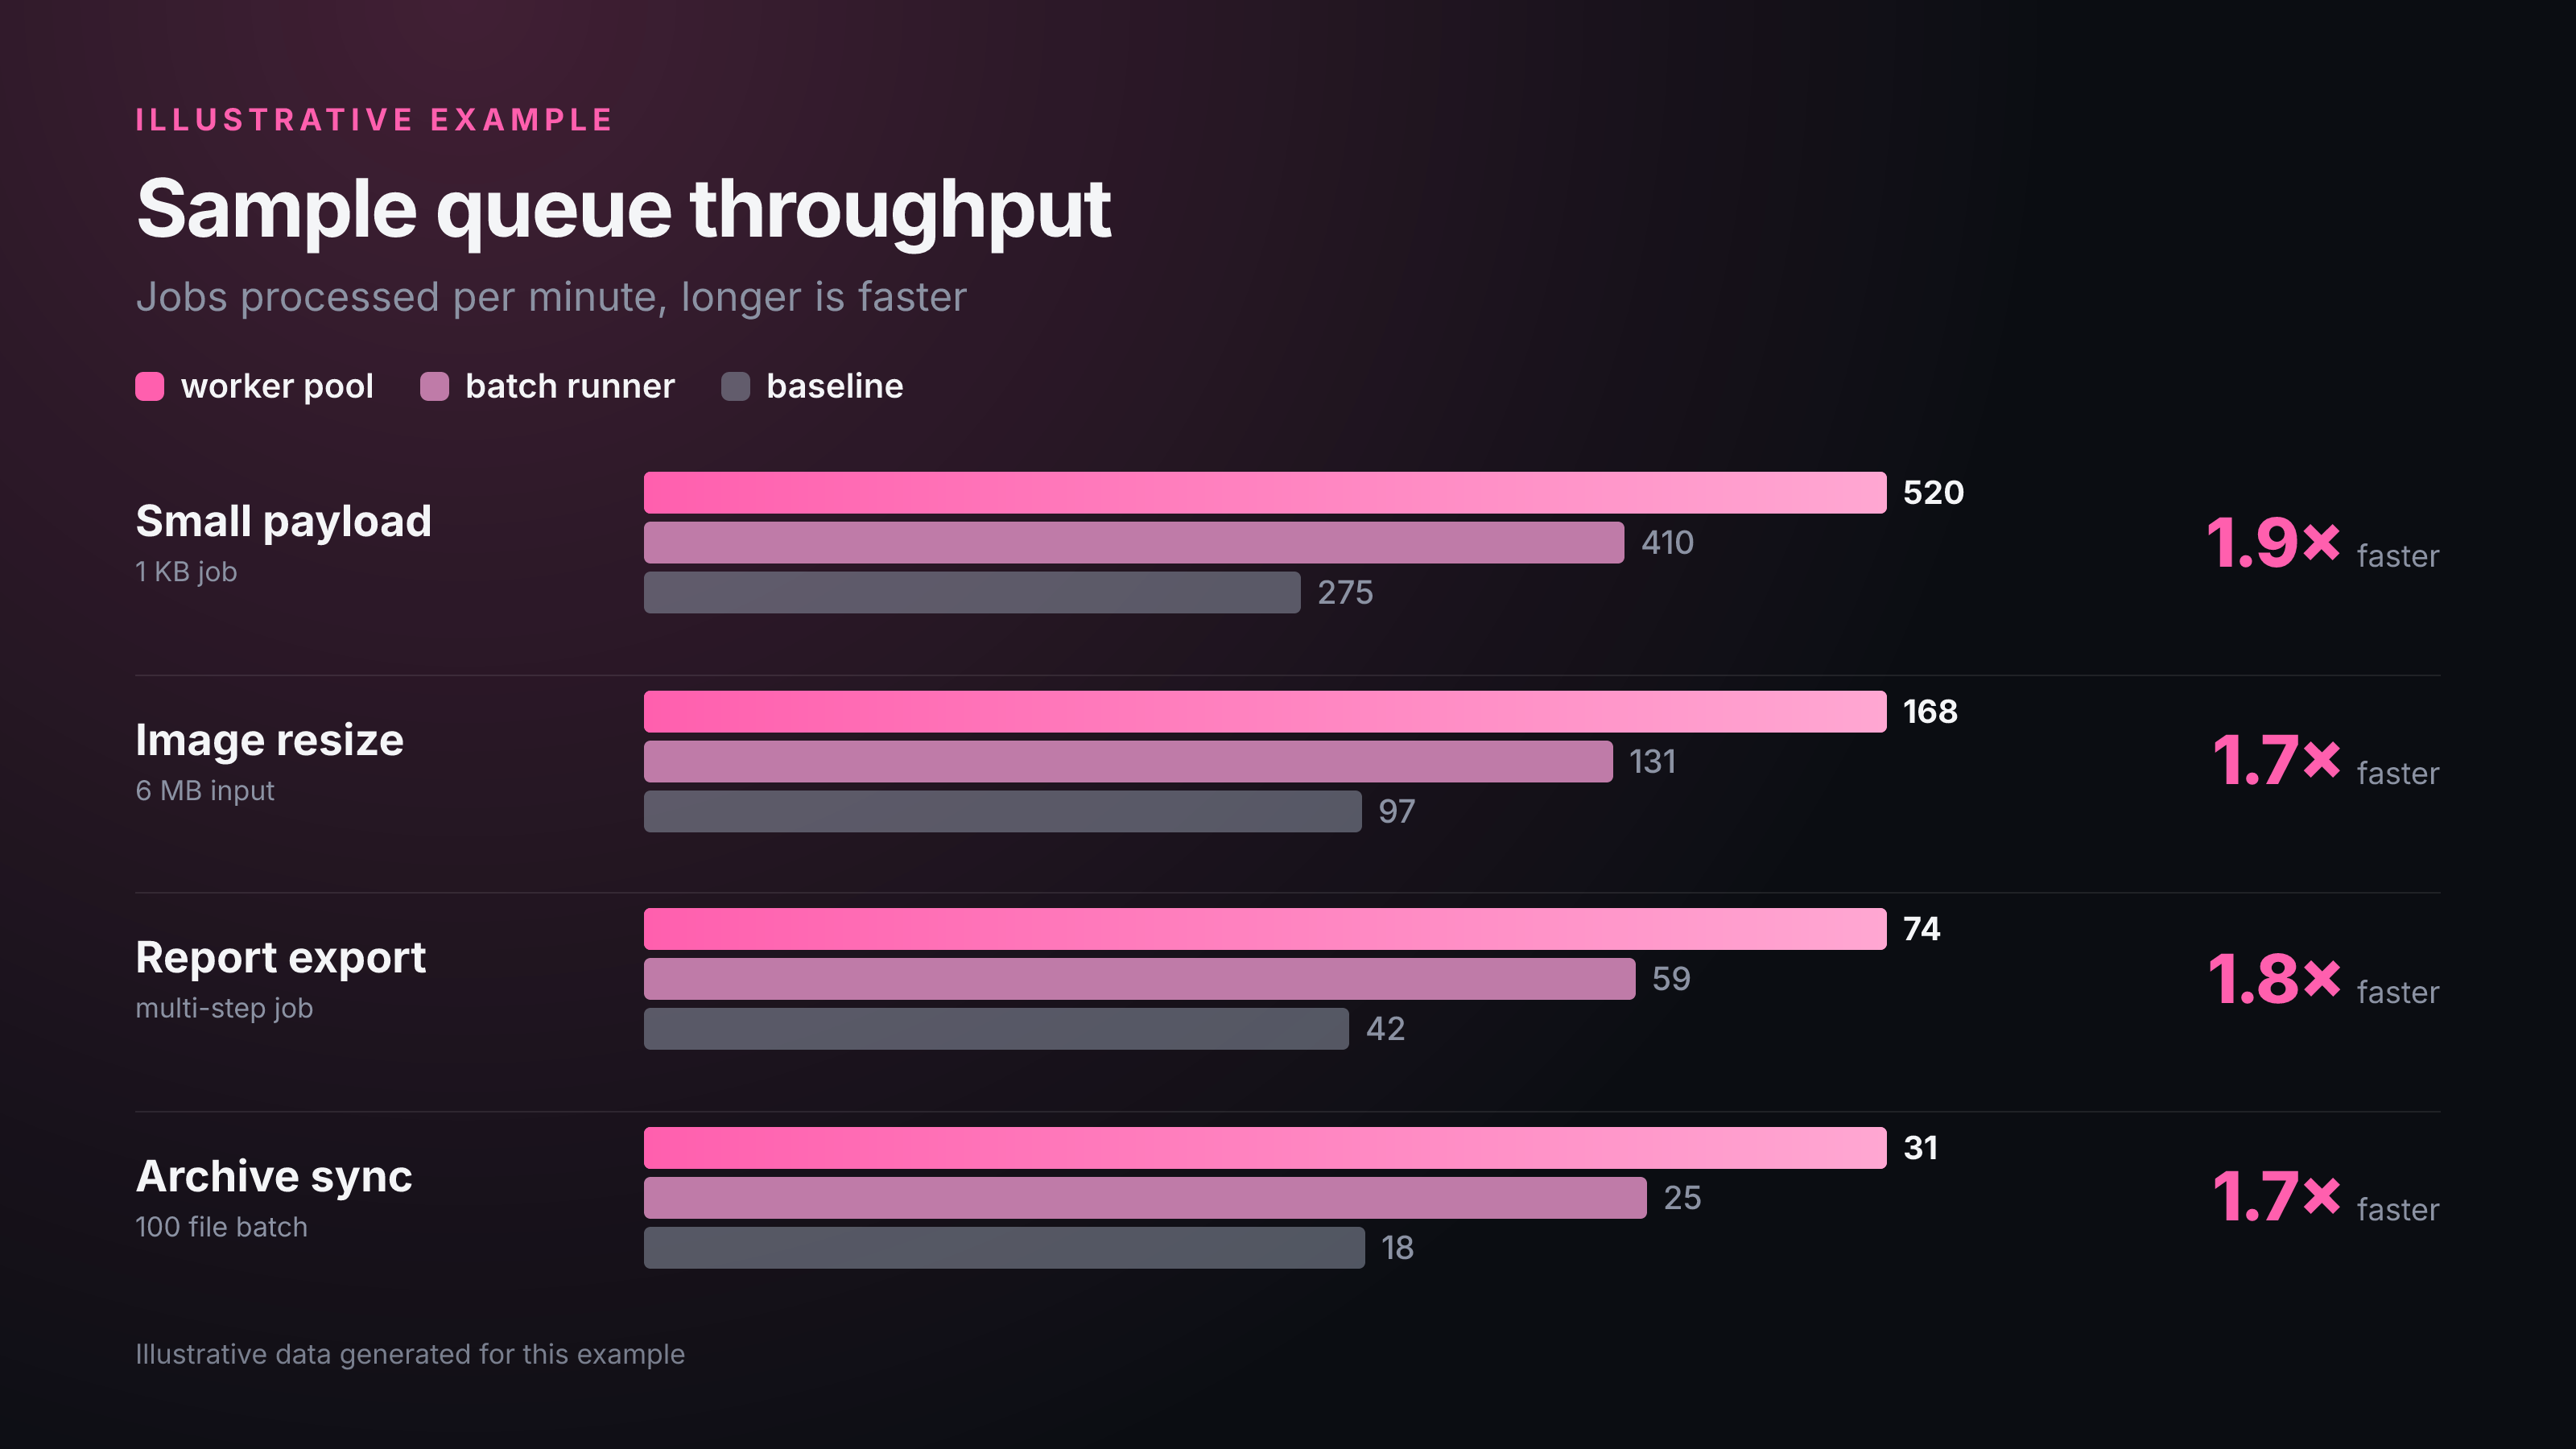 ILLUSTRATIVE EXAMPLE
Sample queue throughput
Jobs processed per minute, longer is faster
worker pool batch runner baseline
Small payload
1 KB job
520
410
275
1.9× faster
Image resize
6 MB input
168
131
97
1.7× faster
Report export
multi-step job
74
59
42
1.8× faster
Archive sync
100 file batch
31
25
18
1.7× faster
Illustrative data generated for this example